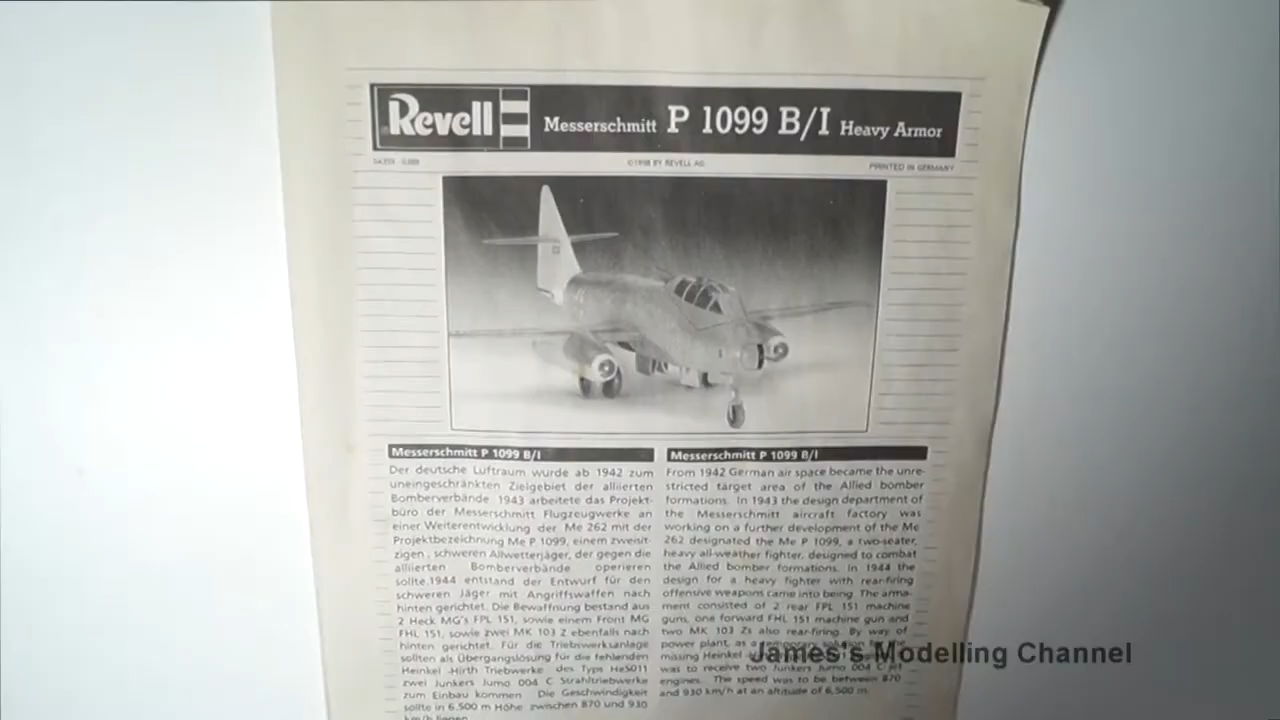 Revell Messerschmitt P 1099 B/I Heavy Armor
©1998 BY REVELL AG
PRINTED IN GERMANY
Messerschmitt P 1099 B/I
Der deutsche Luftraum wurde ab 1942 zum
uneingeschränkten Zielgebiet der alliierten
Bomberverbände 1943 arbeitete das Projekt-
büro der Messerschmitt Flugzeugwerke an
einer Weiterentwicklung der Me 262 mit der
Projektbezeichnung Me P 1099, einem zweisit-
zigen , schweren Allwetterjäger, der gegen die
alliierten Bomberverbände operieren
sollte.1944 entstand der Entwurf für den
schweren Jäger mit Angriffswaffen nach
hinten gerichtet. Die Bewaffnung bestand aus
2 Heck MG's FPL 151, sowie einem Front MG
FHL 151, sowie zwei MK 103 Z ebenfalls nach
hinten gerichtet. Für die Triebwerksanlage
sollten als Übergangslösung für die fehlenden
Heinkel -Hirth Triebwerke des Typs HeS011
zwei Junkers Jumo 004 C Strahltriebwerke
zum Einbau kommen Die Geschwindigkeit
sollte in 6.500 m Höhe zwischen 870 und 930
km/h liegen
Messerschmitt P 1099 B/I
From 1942 German air space became the unre-
stricted target area of the Allied bomber
formations. In 1943 the design department of
the Messerschmitt aircraft factory was
working on a further development of the Me
262 designated the Me P 1099, a two-seater,
heavy all-weather fighter, designed to combat
the Allied bomber formations. In 1944 the
design for a heavy fighter with rear-firing
offensive weapons came into being. The arma-
ment consisted of 2 rear FPL 151 machine
guns, one forward FHL 151 machine gun and
two MK 103 Zs also rear-firing. By way of
power plant, as a temporary solution for the
missing Heinkel
was to receive two Junkers Jumo 004 C jet
engines. The speed was to be between 870
and 930 km/h at an altitude of 6,500 m.
James's Modelling Channel